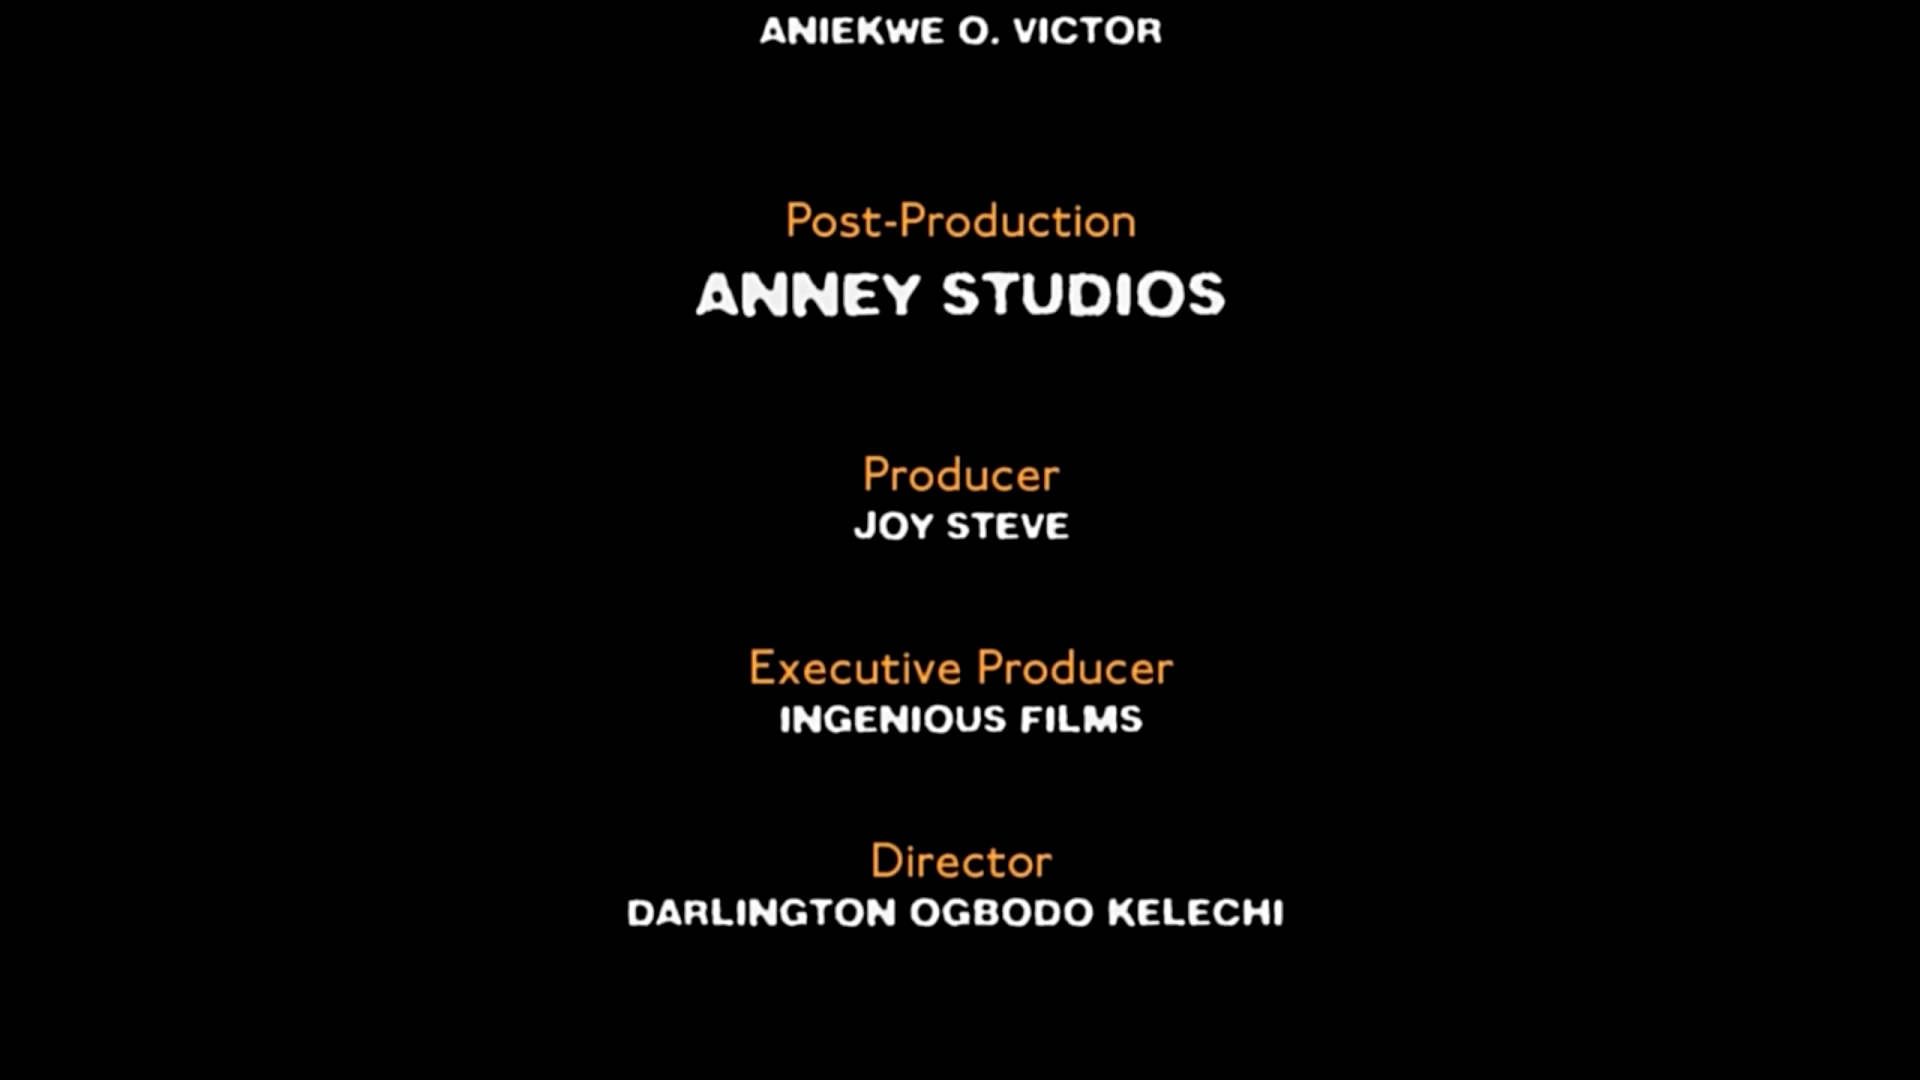 ANIEKWE O. VICTOR
Post-Production
ANNEY STUDIOS
Producer
JOY STEVE
Executive Producer
INGENIOUS FILMS
Director
DARLINGTON OGBODO KELECHI